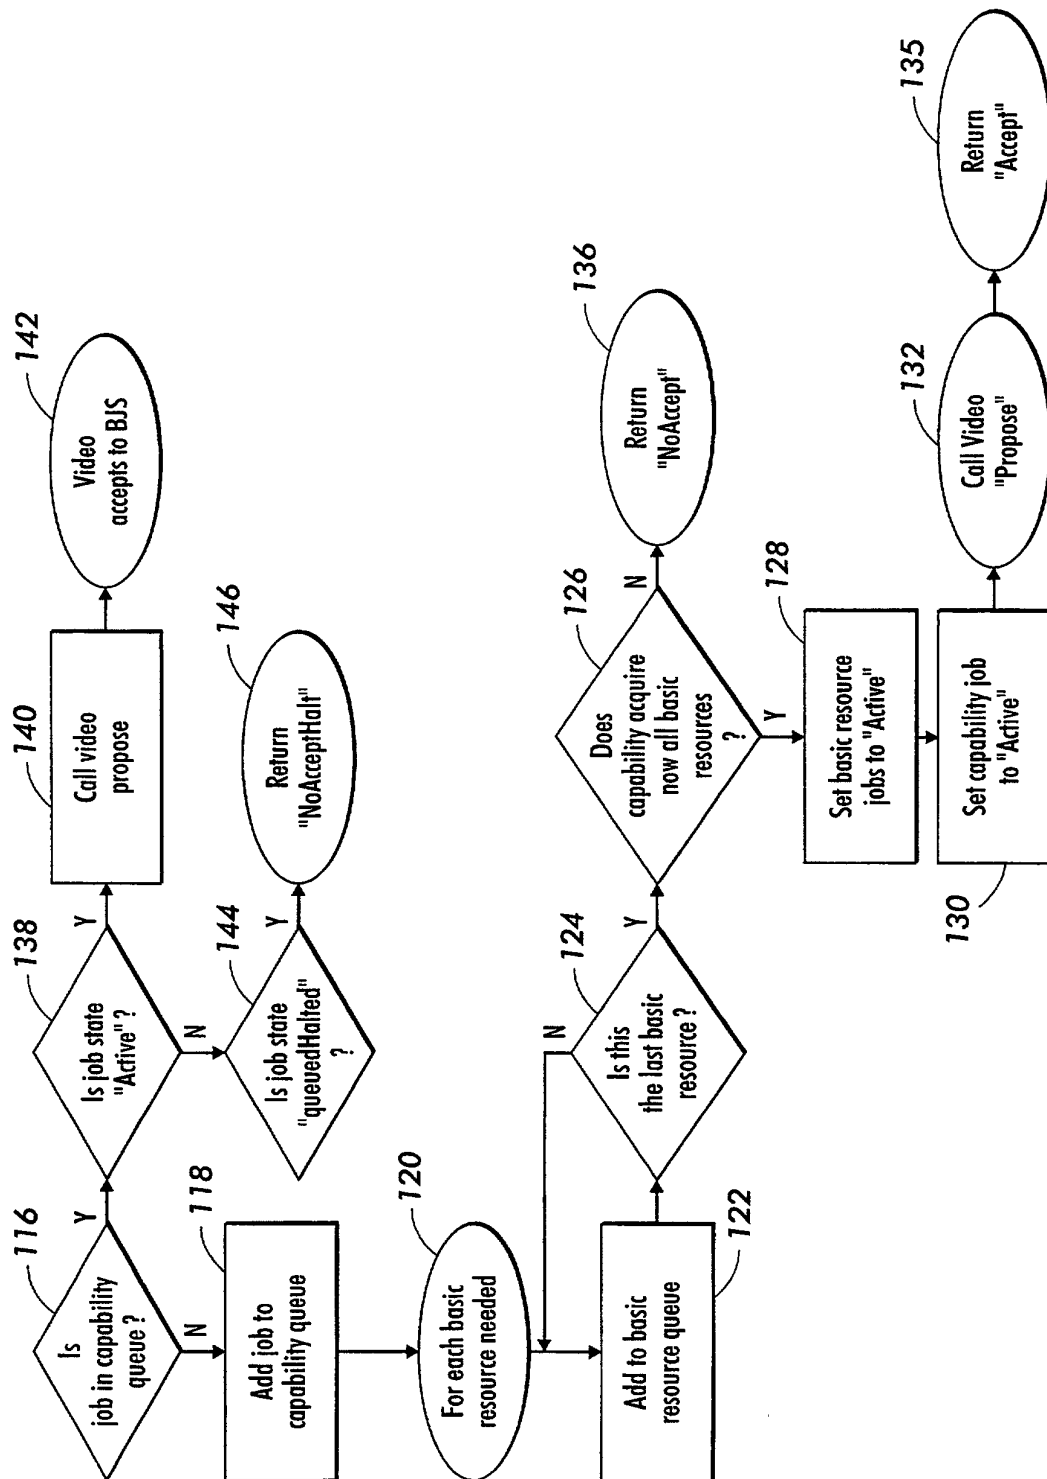 116
Is
job in capability
queue?
Y
N
138
Is job state
"Active"?
Y
N
140
Call video
propose
142
Video
accepts to BJS
118
Add job to
capability queue
144
Is job state
"queuedHalted"
?
Y
146
Return
"NoAcceptHalt"
120
For each basic
resource needed
122
Add to basic
resource queue
124
Is this
the last basic
resource?
N
Y
126
Does
capability acquire
now all basic
resources
?
N
Y
136
Return
"NoAccept"
128
Set basic resource
jobs to "Active"
130
Set capability job
to "Active"
132
Call Video
"Propose"
135
Return
"Accept"